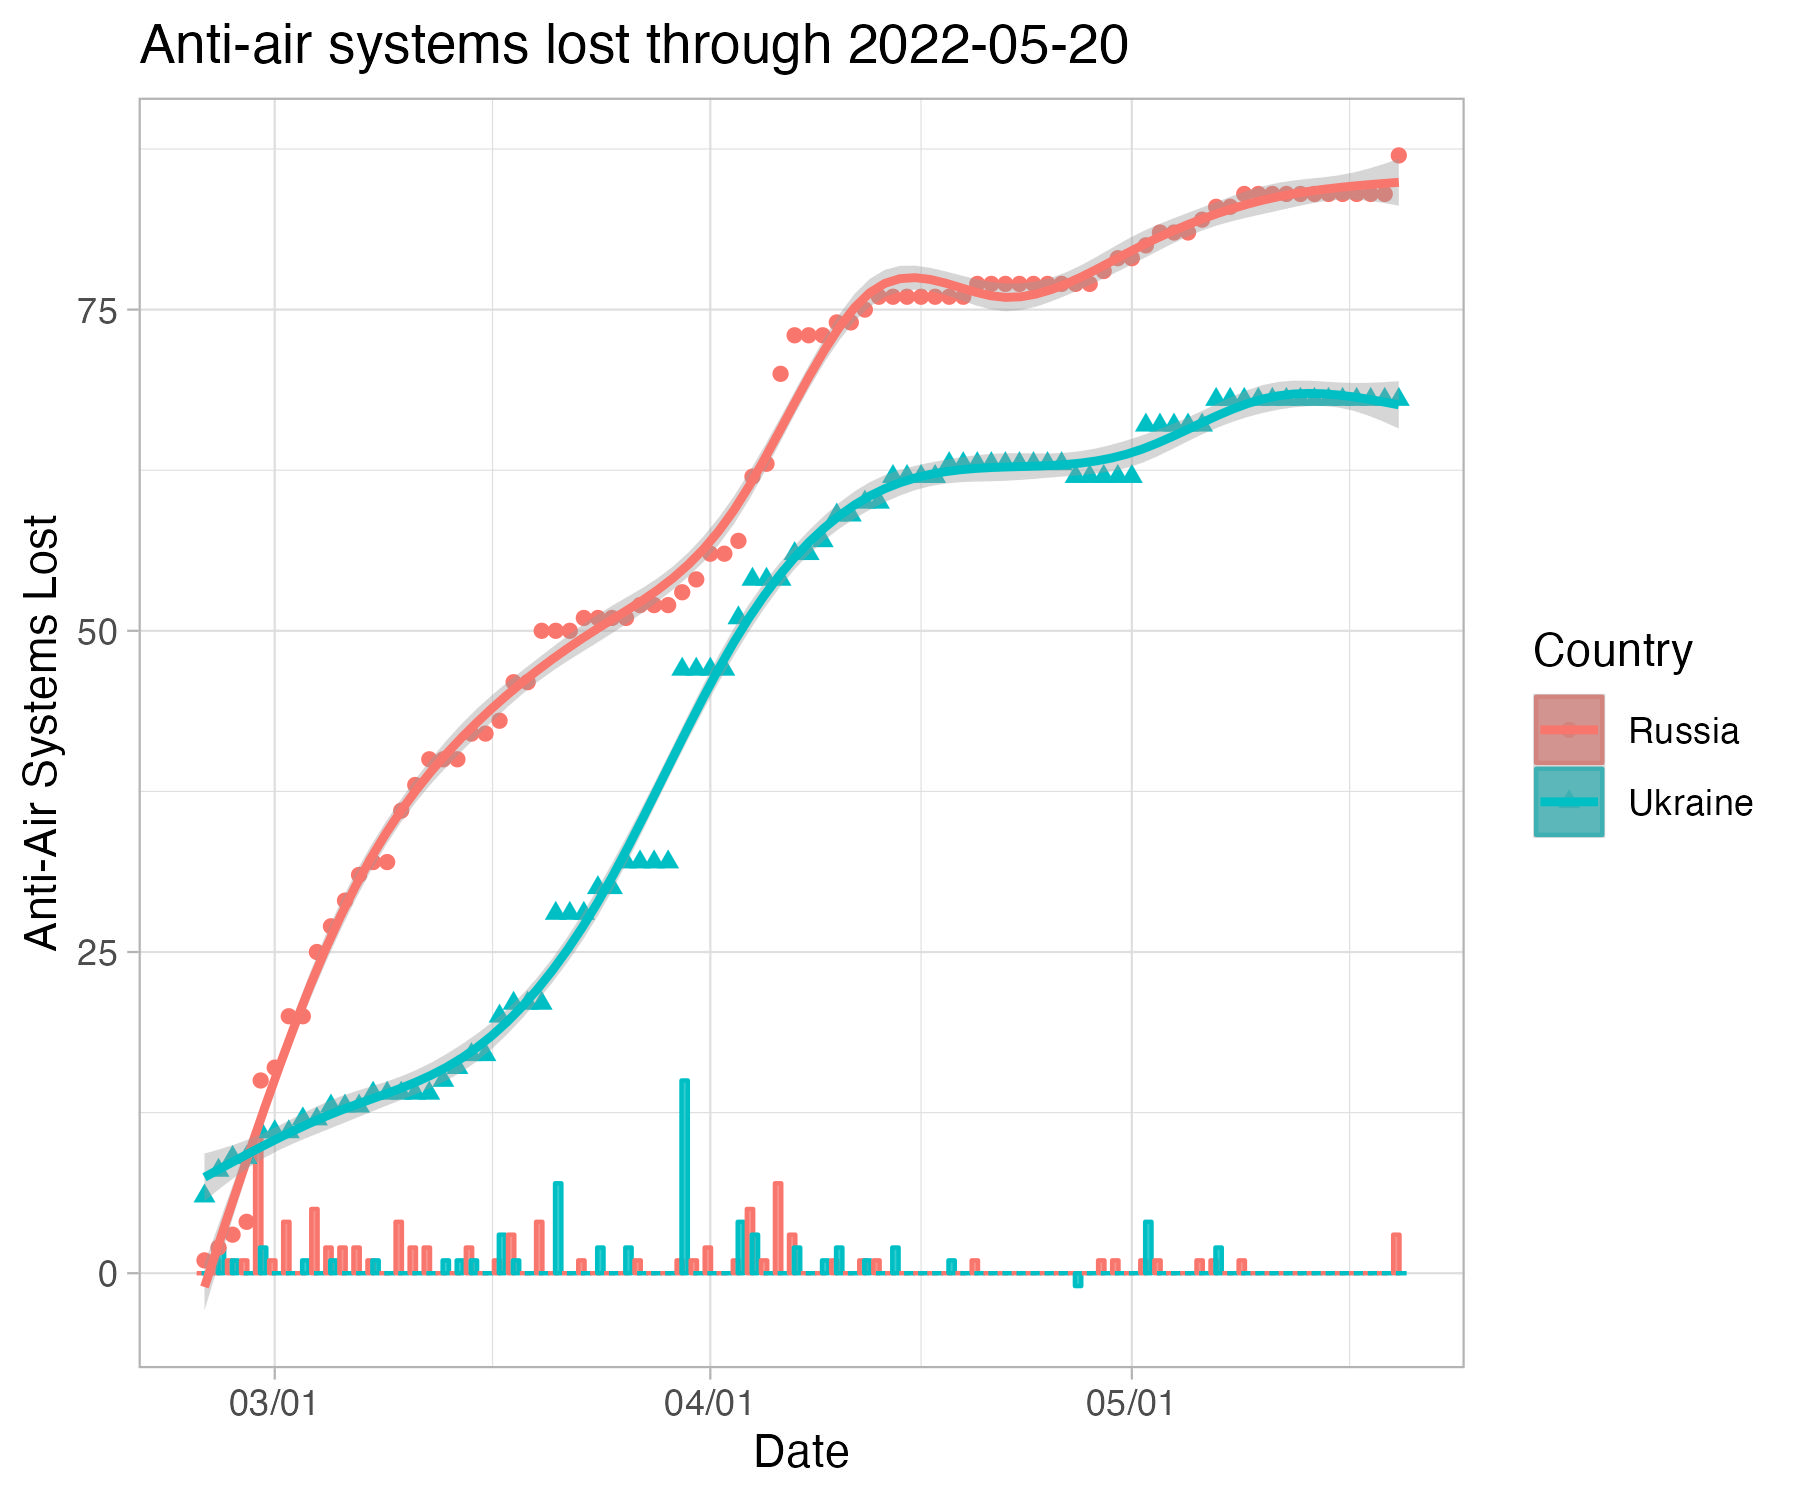 Anti-air systems lost through 2022-05-20
Anti-Air Systems Lost
75
50
25
0
03/01
04/01
05/01
Date
Country
Russia
Ukraine